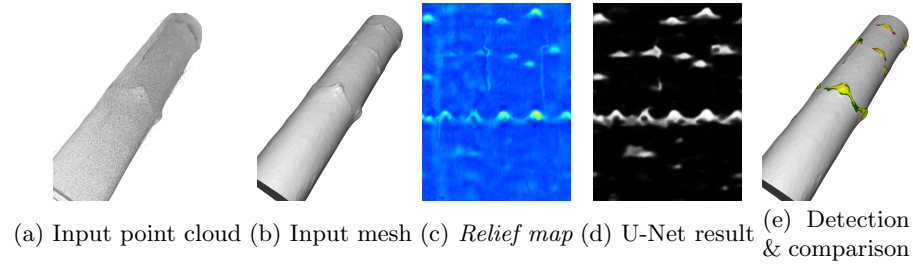 (a) Input point cloud (b) Input mesh (c) Relief map (d) U-Net result (e) Detection
& comparison